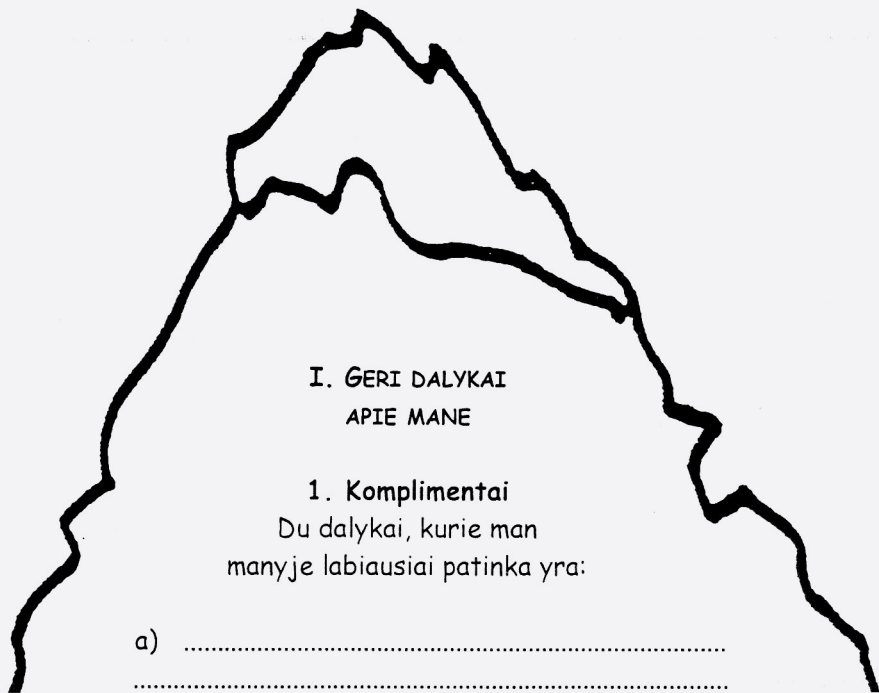 I. GERI DALYKAI
APIE MANE
1. Komplimentai
Du dalykai, kurie man
manyje labiausiai patinka yra:
a) ......................................................................................
..............................................................................................